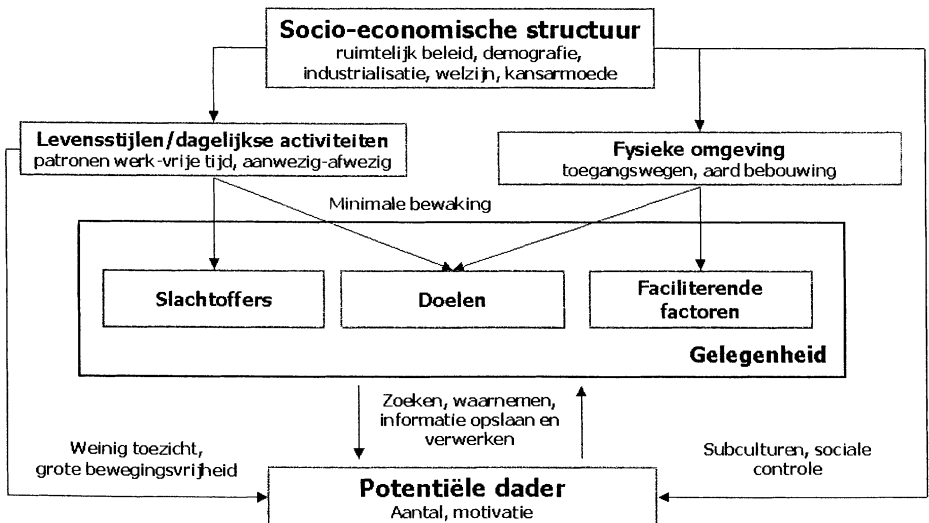 Socio-economische structuur
ruimtelijk beleid, demografie,
industrialisatie, welzijn, kansarmoede
Levensstijlen/dagelijkse activiteiten
patronen werk-vrije tijd, aanwezig-afwezig
Fysieke omgeving
toegangswegen, aard bebouwing
Minimale bewaking
Slachtoffers
Doelen
Faciliterende
factoren
Gelegenheid
Zoeken, waarnemen,
informatie opslaan en
verwerken
Weinig toezicht,
grote bewegingsvrijheid
Subculturen, sociale
controle
Potentiële dader
Aantal, motivatie